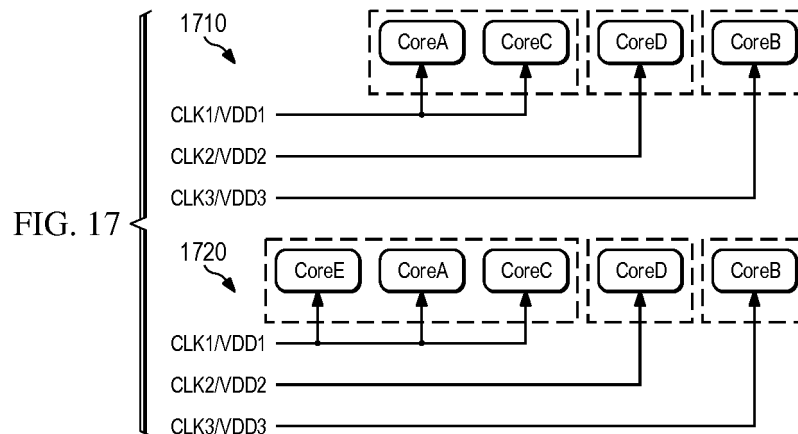 1710
CoreA CoreC CoreD CoreB
CLK1/VDD1
CLK2/VDD2
CLK3/VDD3
FIG. 17
1720
CoreE CoreA CoreC CoreD CoreB
CLK1/VDD1
CLK2/VDD2
CLK3/VDD3